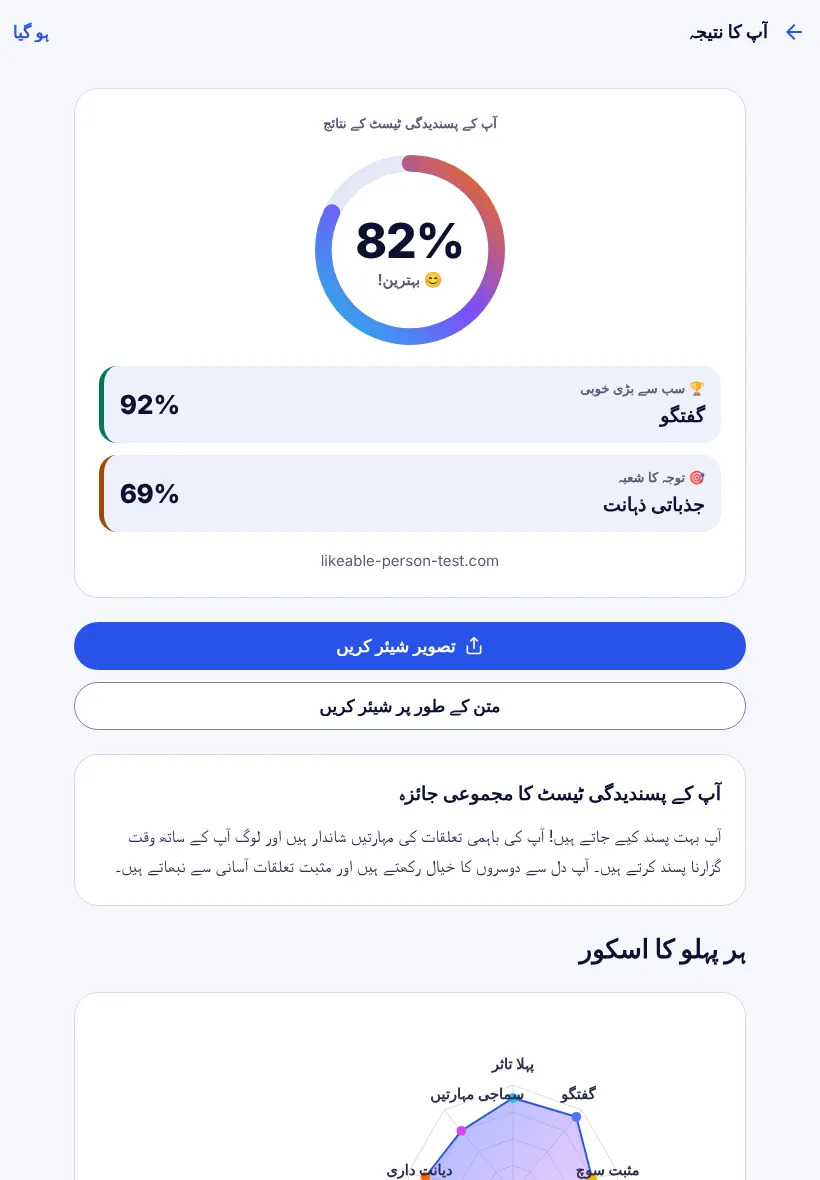 آپ کا نتیجہ
ہو گیا
آپ کے پسندیدگی ٹیسٹ کے نتائج
82%
😊 بہترین!
🏆 سب سے بڑی خوبی
گفتگو
92%
🎯 توجہ کا شعبہ
جذباتی ذہانت
69%
likeable-person-test.com
تصویر شیئر کریں
متن کے طور پر شیئر کریں
آپ کے پسندیدگی ٹیسٹ کا مجموعی جائزہ
آپ بہت پسند کیے جاتے ہیں! آپ کی باہمی تعلقات کی مہارتیں شاندار ہیں اور لوگ آپ کے ساتھ وقت
گزارنا پسند کرتے ہیں۔ آپ دل سے دوسروں کا خیال رکھتے ہیں اور مثبت تعلقات آسانی سے نبھاتے ہیں۔
ہر پہلو کا اسکور
پہلا تاثر
گفتگو
سماجی مہارتیں
مثبت سوچ
دیانت داری